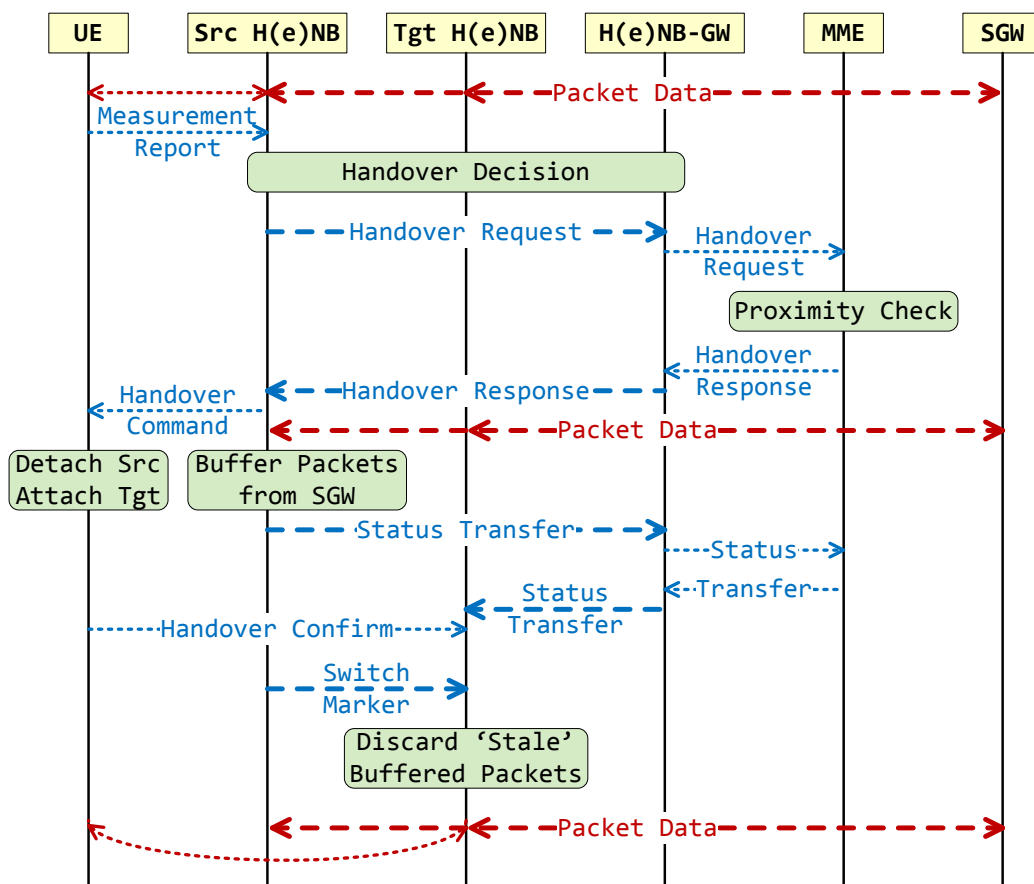 UE
Src H(e)NB
Tgt H(e)NB
H(e)NB-GW
MME
SGW
Packet Data
Measurement
Report
Handover Decision
Handover Request
Handover
Request
Proximity Check
Handover
Response
Handover Response
Handover
Command
Packet Data
Detach Src
Attach Tgt
Buffer Packets
from SGW
Status Transfer
Status
Transfer
Status
Transfer
Handover Confirm
Switch
Marker
Discard ‘Stale’
Buffered Packets
Packet Data